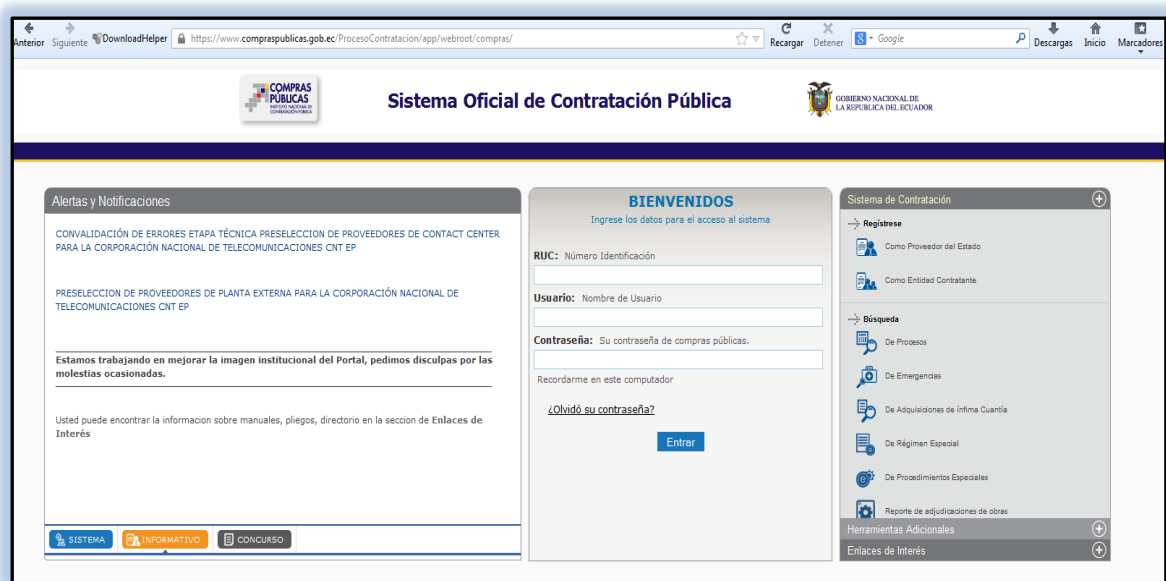 Anterior Siguiente DownloadHelper https://www.compraspublicas.gob.ec/ProcesoContratacion/app/webroot/compras/ Recargar Detener 8 Google Descargas Inicio Marcadores
COMPRAS
PÚBLICAS
INSTITUTO NACIONAL DE
CONTRATACIÓN PÚBLICA
Sistema Oficial de Contratación Pública
GOBIERNO NACIONAL DE
LA REPUBLICA DEL ECUADOR
Alertas y Notificaciones
CONVALIDACIÓN DE ERRORES ETAPA TÉCNICA PRESELECCION DE PROVEEDORES DE CONTACT CENTER
PARA LA CORPORACIÓN NACIONAL DE TELECOMUNICACIONES CNT EP
PRESELECCION DE PROVEEDORES DE PLANTA EXTERNA PARA LA CORPORACIÓN NACIONAL DE
TELECOMUNICACIONES CNT EP
Estamos trabajando en mejorar la imagen institucional del Portal, pedimos disculpas por las
molestias ocasionadas.
Usted puede encontrar la informacion sobre manuales, pliegos, directorio en la seccion de Enlaces de
Interés
SISTEMA INFORMATIVO CONCURSO
BIENVENIDOS
Ingrese los datos para el acceso al sistema
RUC: Número Identificación
Usuario: Nombre de Usuario
Contraseña: Su contraseña de compras públicas.
Recordarme en este computador
¿Olvidó su contraseña?
Entrar
Sistema de Contratación
Regístrese
Como Proveedor del Estado
Como Entidad Contratante
Búsqueda
De Procesos
De Emergencias
De Adquisiciones de ínfima Cuantía
De Régimen Especial
De Procedimientos Especiales
Reporte de adjudicaciones de obras
Herramientas Adicionales
Enlaces de Interés